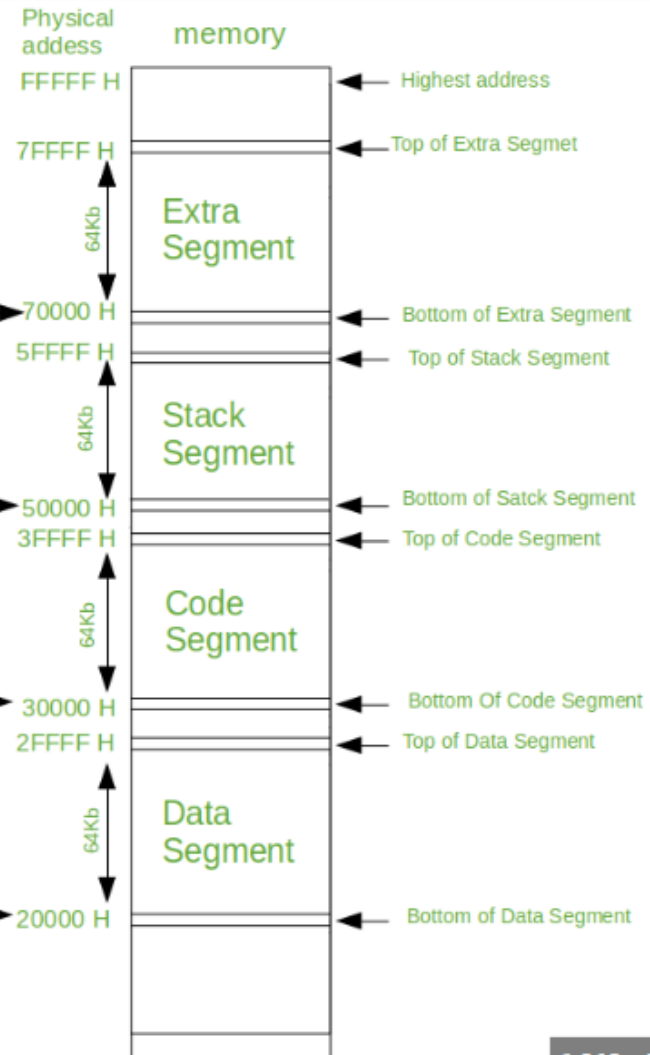 Physical
addess
memory
FFFFF H
Highest address
7FFFF H
Top of Extra Segmet
64Kb
Extra
Segment
70000 H
Bottom of Extra Segment
5FFFF H
Top of Stack Segment
64Kb
Stack
Segment
50000 H
Bottom of Satck Segment
3FFFF H
Top of Code Segment
64Kb
Code
Segment
30000 H
Bottom Of Code Segment
2FFFF H
Top of Data Segment
64Kb
Data
Segment
20000 H
Bottom of Data Segment